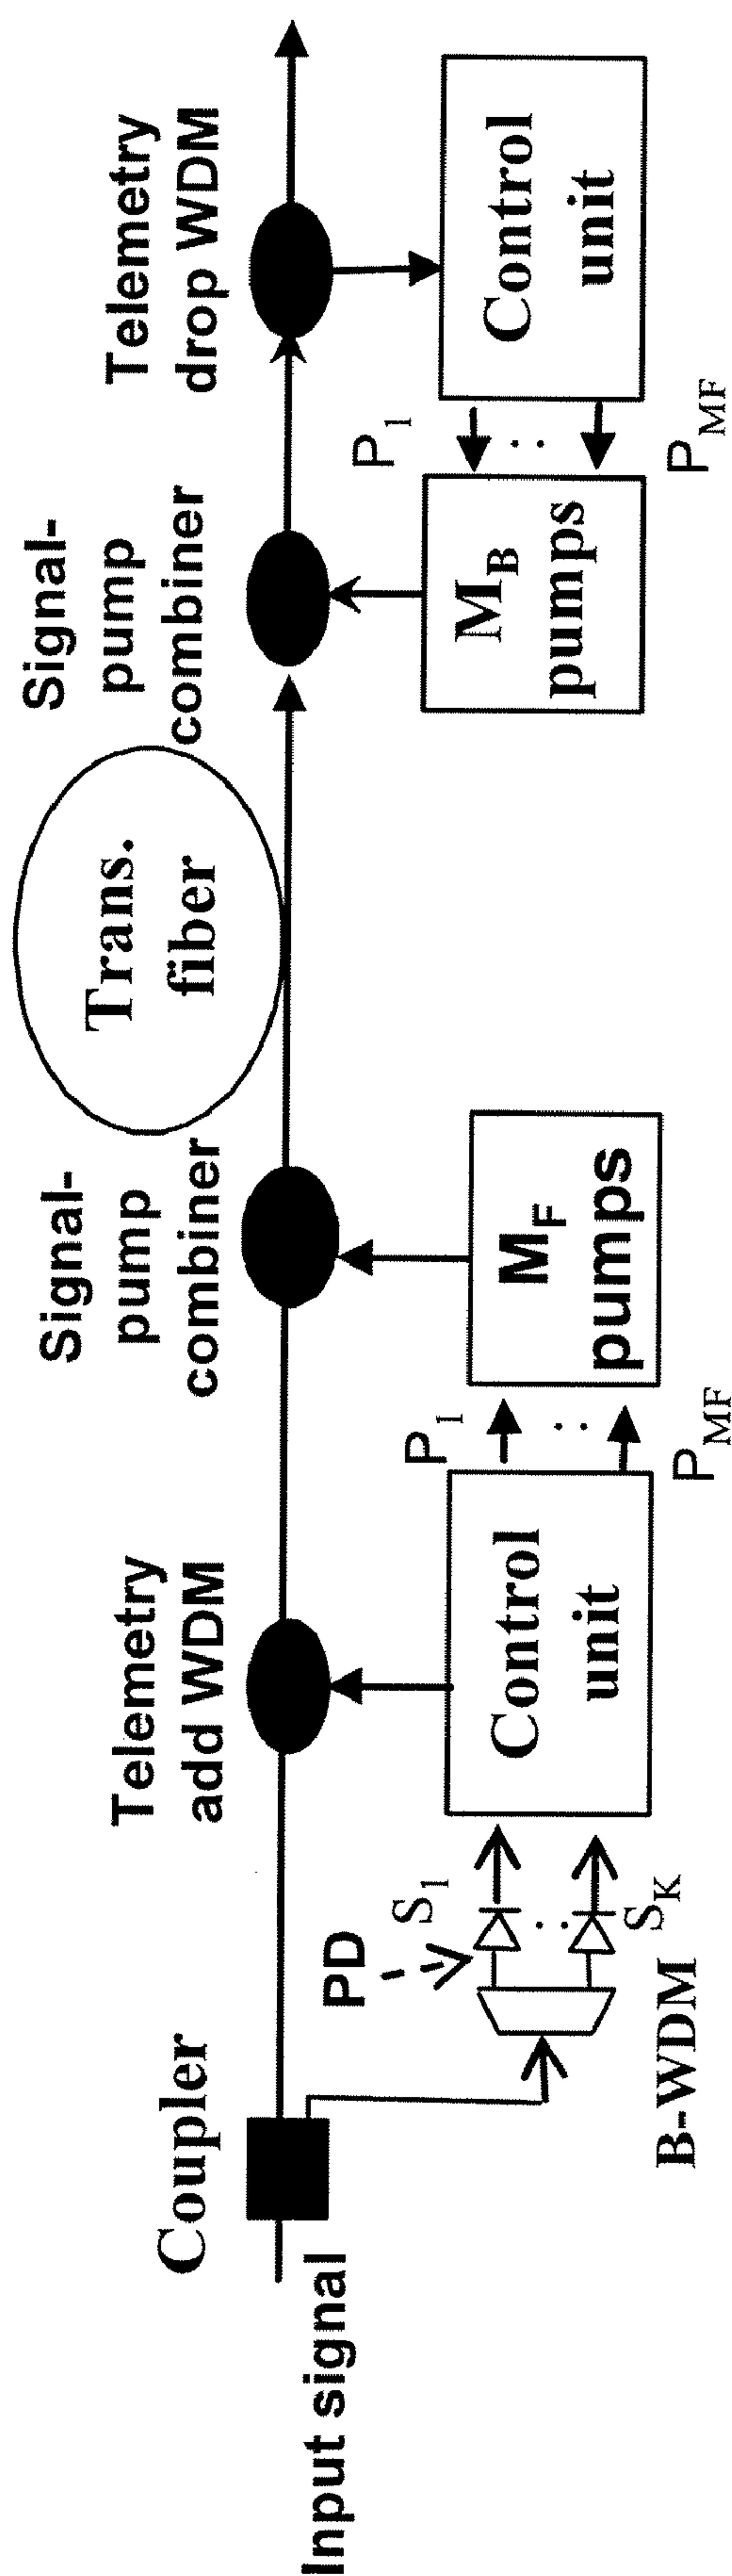 Input signal
Coupler
B-WDM
PD
S1
SK
Telemetry
add WDM
Control
unit
P1
PMF
Signal-
pump
combiner
MF
pumps
Trans.
fiber
Signal-
pump
combiner
MB
pumps
P1
PMF
Telemetry
drop WDM
Control
unit